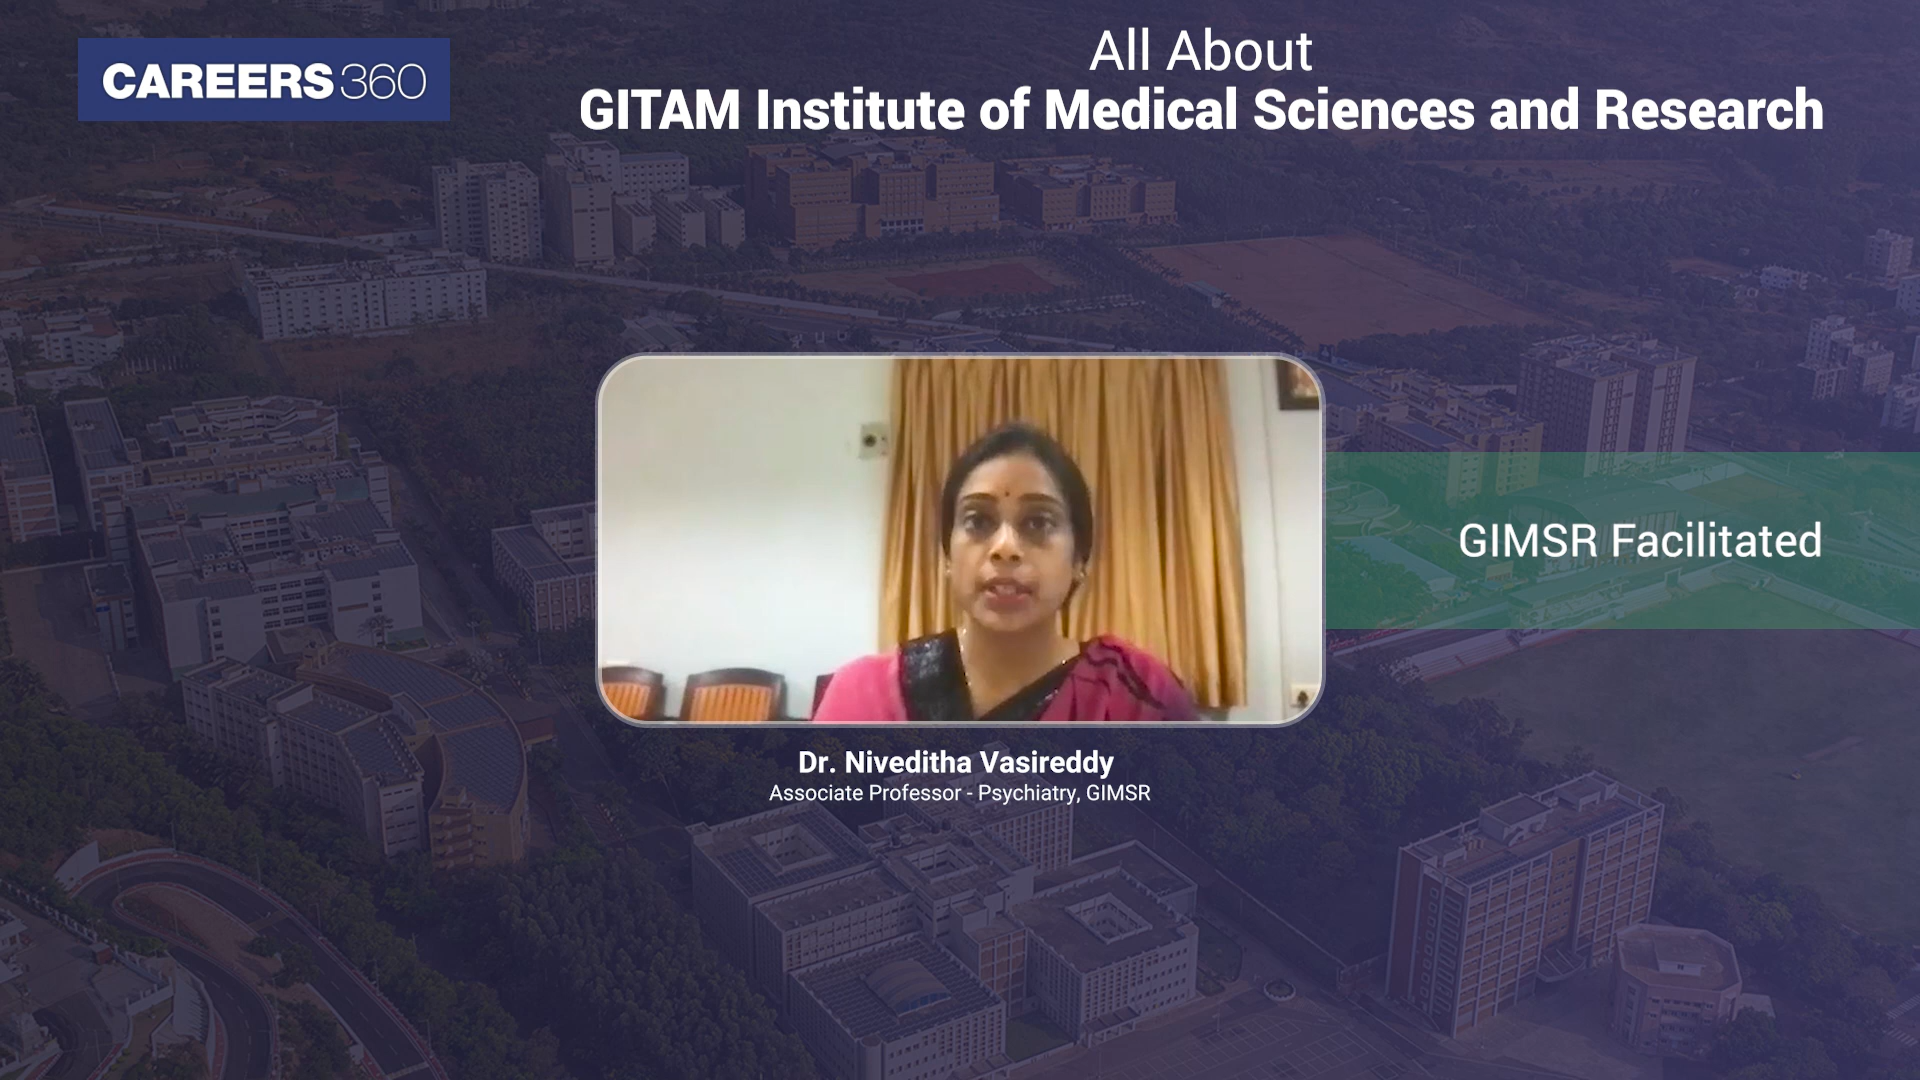 CAREERS360
All About
GITAM Institute of Medical Sciences and Research
GIMSR Facilitated
Dr. Niveditha Vasireddy
Associate Professor - Psychiatry, GIMSR